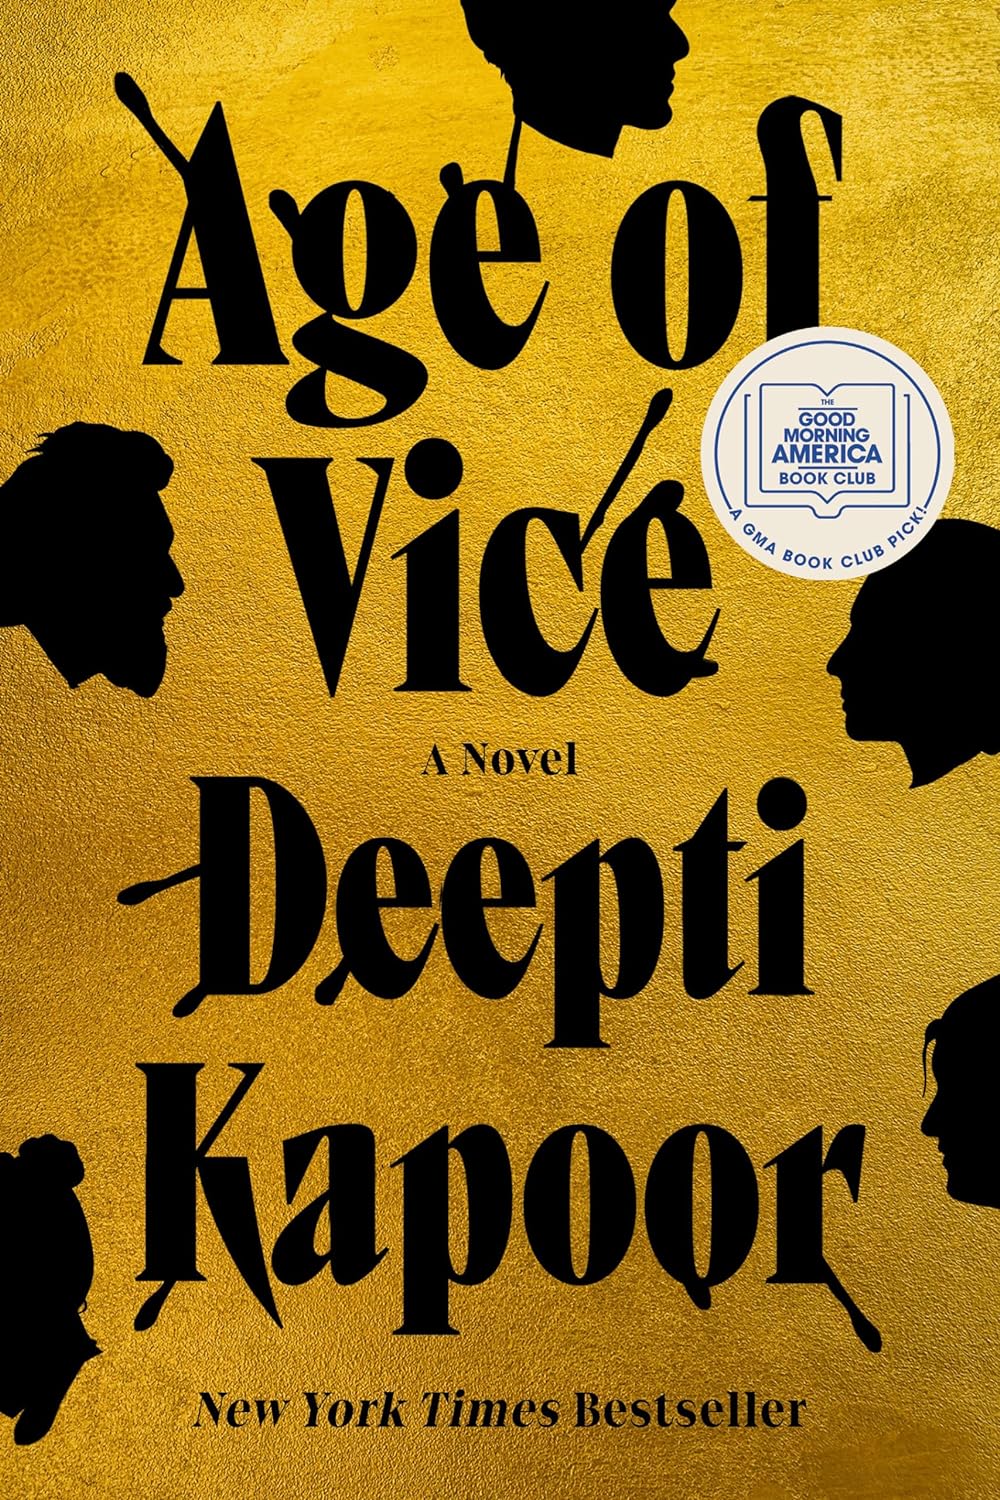 Age of
Vice
THE
GOOD
MORNING
AMERICA
BOOK CLUB
A GMA BOOK CLUB PICK!
A Novel
Deepti
Kapoor
New York Times Bestseller